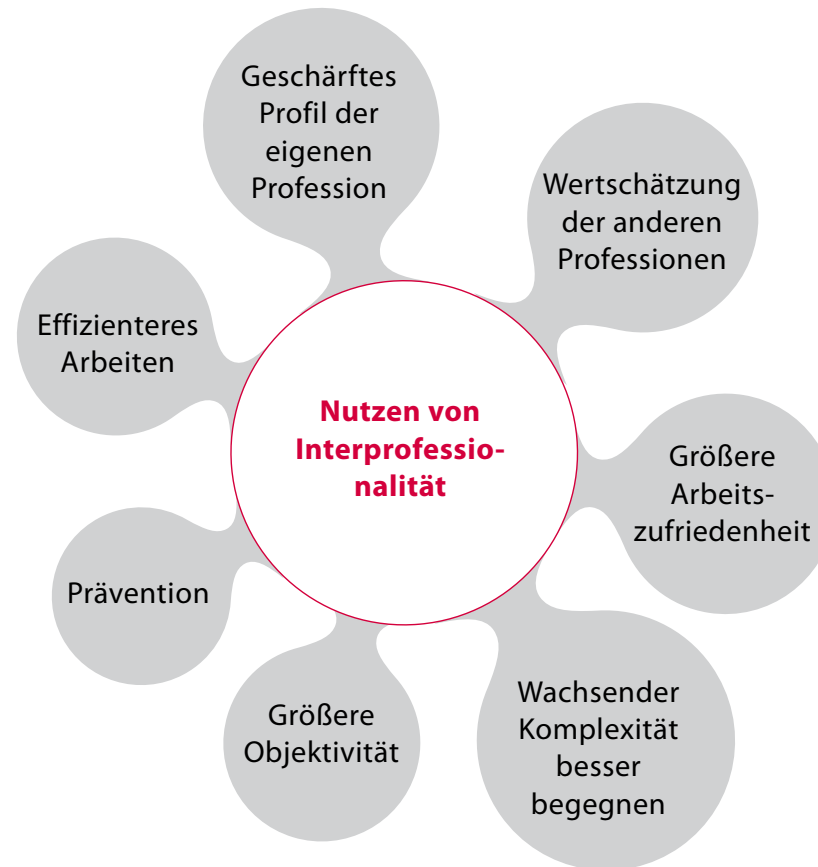 Geschärftes
Profil der
eigenen
Profession
Wertschätzung
der anderen
Professionen
Effizienteres
Arbeiten
Nutzen von
Interprofessio-
nalität
Größere
Arbeits-
zufriedenheit
Prävention
Größere
Objektivität
Wachsender
Komplexität
besser
begegnen